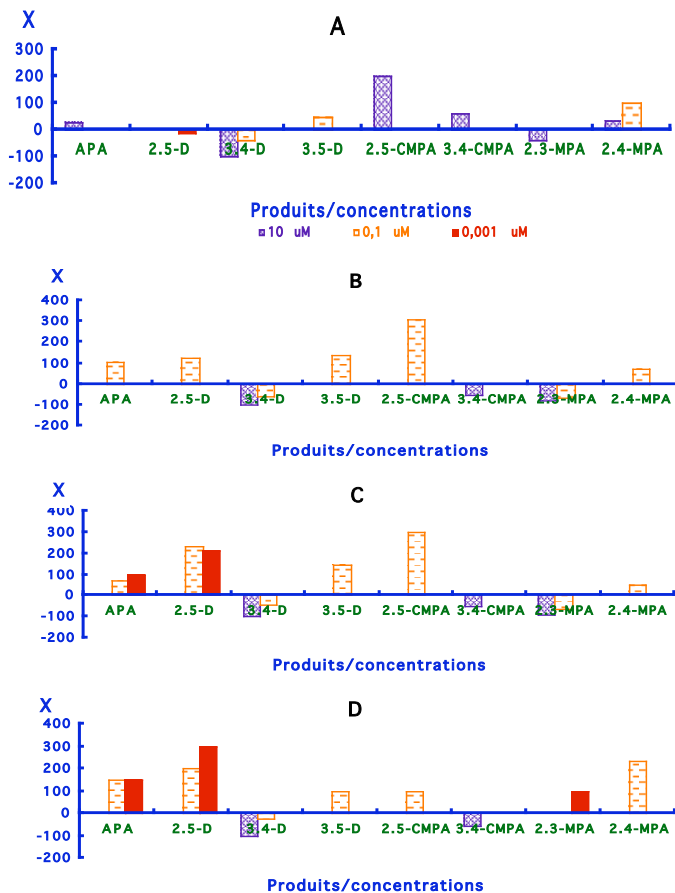 X
A
300
200
100
0
-100
-200
APA 2.5-D 3.4-D 3.5-D 2.5-CMPA 3.4-CMPA 2.3-MPA 2.4-MPA
Produits/concentrations
10 uM 0,1 uM 0,001 uM
X
B
400
300
200
100
0
-100
-200
APA 2.5-D 3.4-D 3.5-D 2.5-CMPA 3.4-CMPA 2.3-MPA 2.4-MPA
Produits/concentrations
X
C
400
300
200
100
0
-100
-200
APA 2.5-D 3.4-D 3.5-D 2.5-CMPA 3.4-CMPA 2.3-MPA 2.4-MPA
Produits/concentrations
X
D
400
300
200
100
0
-100
-200
APA 2.5-D 3.4-D 3.5-D 2.5-CMPA 3.4-CMPA 2.3-MPA 2.4-MPA
Produits/concentrations